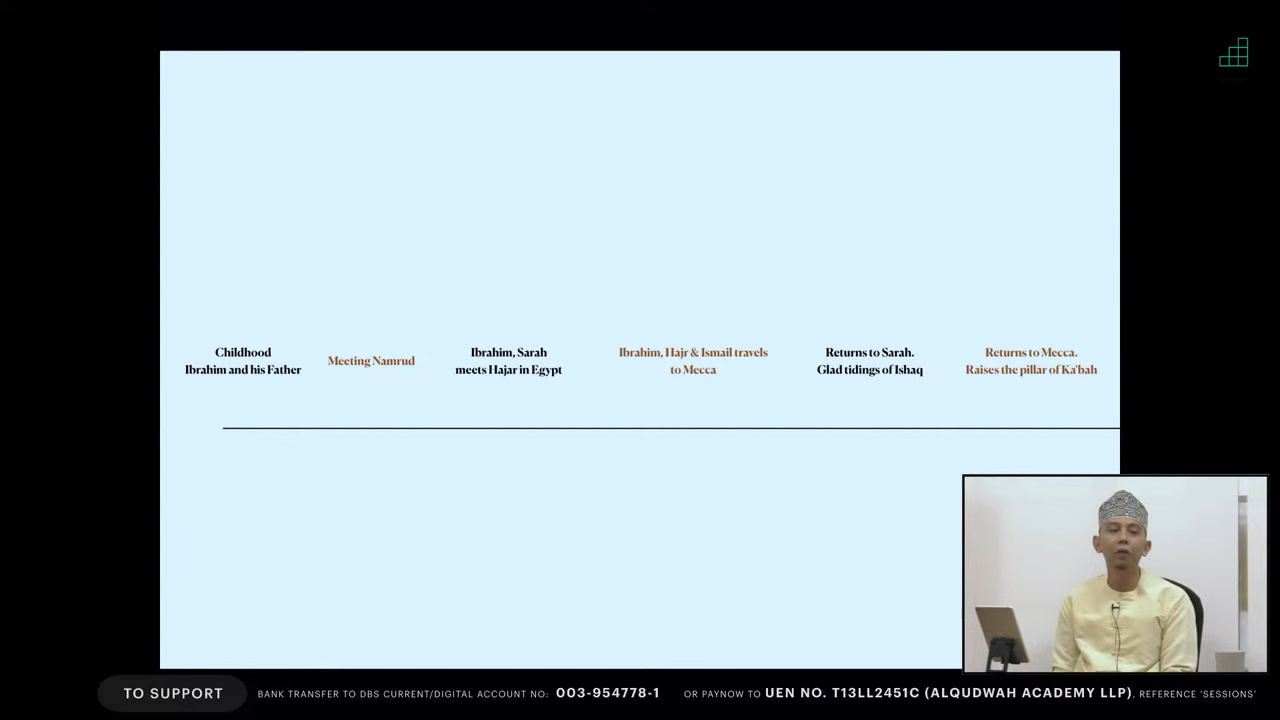 Childhood
Ibrahim and his Father
Meeting Namrud
Ibrahim, Sarah
meets Hajar in Egypt
Ibrahim, Hajr & Ismail travels
to Mecca
Returns to Sarah.
Glad tidings of Ishaq
Returns to Mecca.
Raises the pillar of Ka'bah
TO SUPPORT
BANK TRANSFER TO DBS CURRENT/DIGITAL ACCOUNT NO: 003-954778-1 OR PAYNOW TO UEN NO. T13LL2451C (ALQUDWAH ACADEMY LLP), REFERENCE 'SESSIONS'